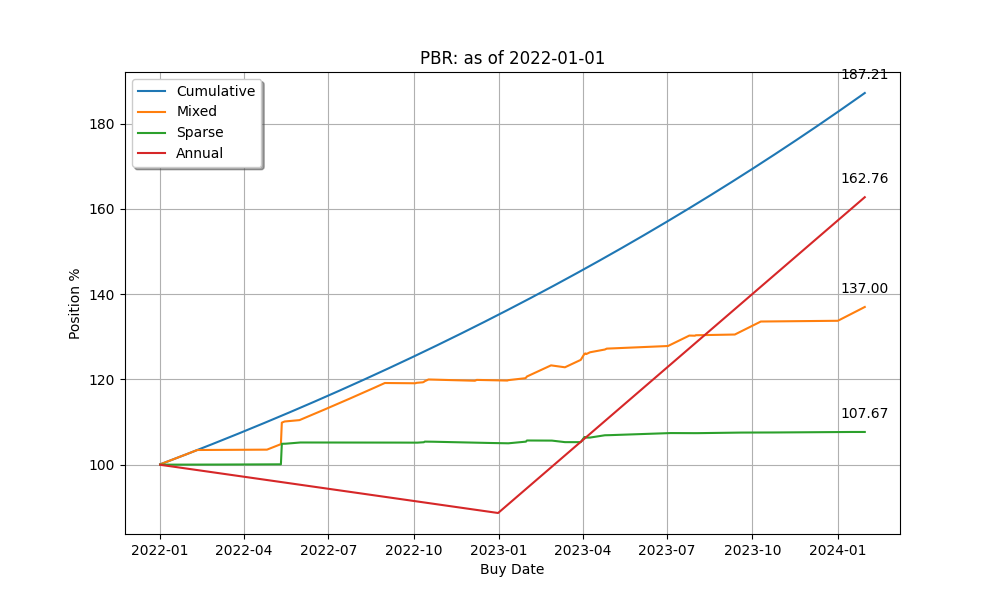 PBR: as of 2022-01-01
187.21
Cumulative
Mixed
Sparse
Annual
162.76
137.00
107.67
180
160
140
120
100
Position %
2022-01 2022-04 2022-07 2022-10 2023-01 2023-04 2023-07 2023-10 2024-01
Buy Date